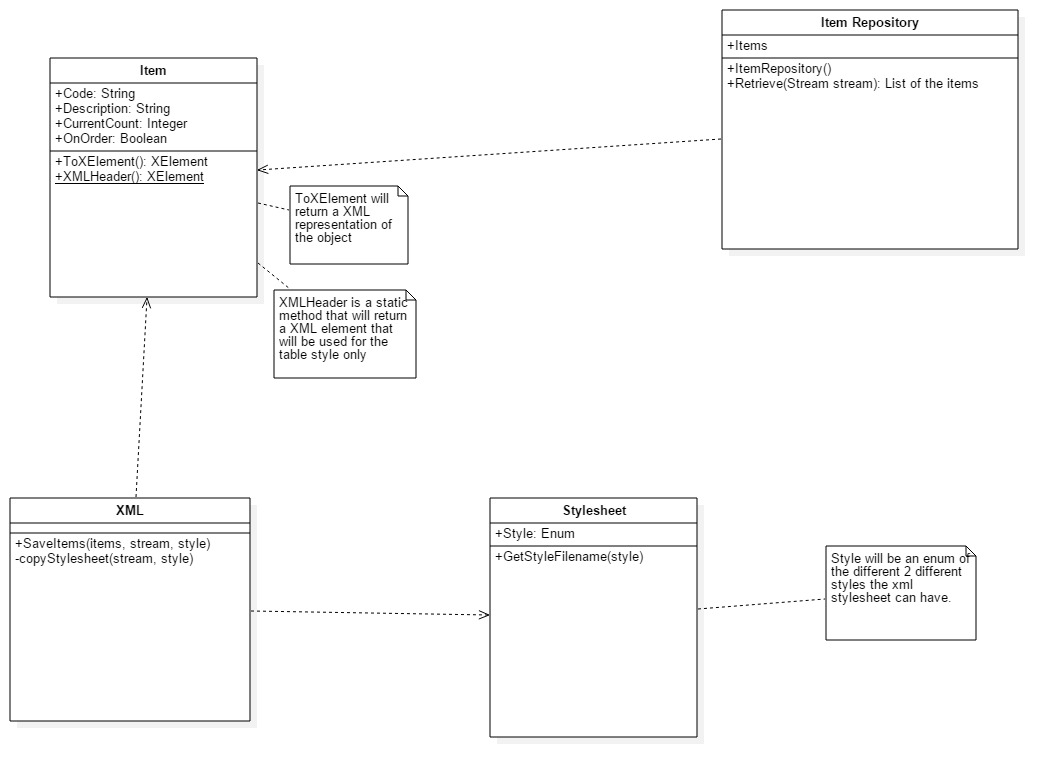 Item Repository
+Items
+ItemRepository()
+Retrieve(Stream stream): List of the items
Item
+Code: String
+Description: String
+CurrentCount: Integer
+OnOrder: Boolean
+ToXElement(): XElement
+XMLHeader(): XElement
ToXElement will
return a XML
representation of
the object
XMLHeader is a static
method that will return
a XML element that
will be used for the
table style only
XML
+SaveItems(items, stream, style)
-copyStylesheet(stream, style)
Stylesheet
+Style: Enum
+GetStyleFilename(style)
Style will be an enum of
the different 2 different
styles the xml
stylesheet can have.